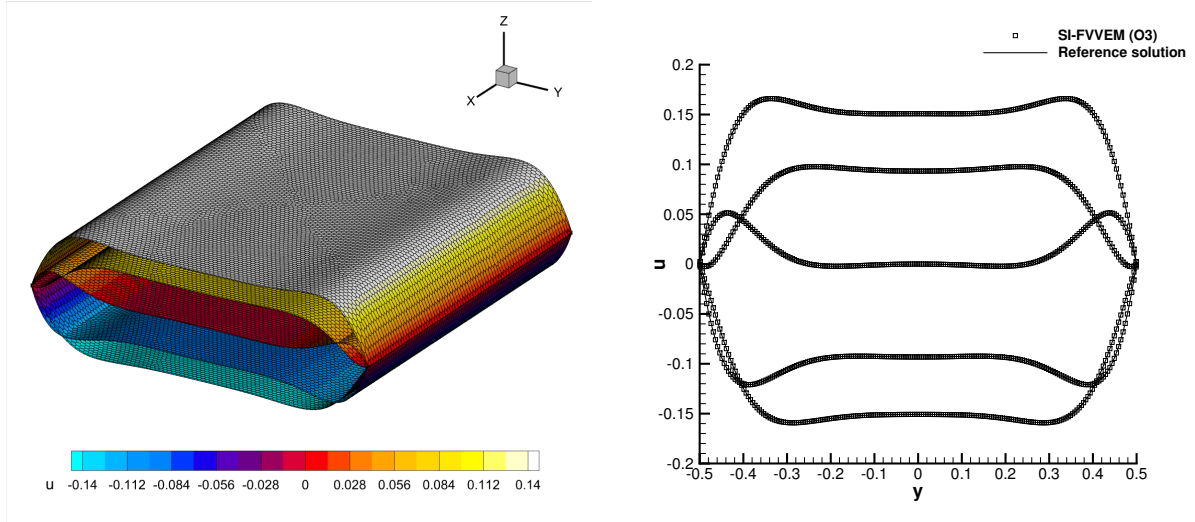 Z
X
Y
u -0.14 -0.112 -0.084 -0.056 -0.028 0 0.028 0.056 0.084 0.112 0.14
SI-FVVEM (O3)
Reference solution
0.2
0.15
0.1
0.05
0
-0.05
-0.1
-0.15
-0.2
u
-0.5 -0.4 -0.3 -0.2 -0.1 0 0.1 0.2 0.3 0.4 0.5
y